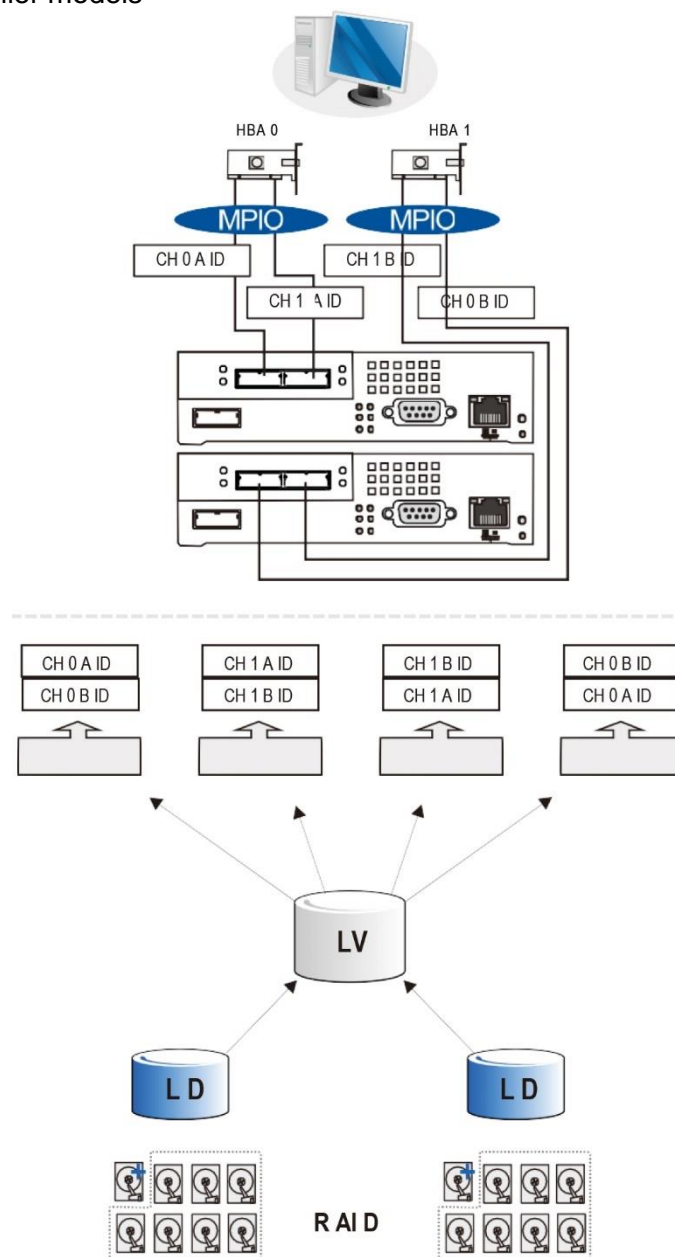 HBA 0 HBA 1
MPIO MPIO
CH 0 A ID CH 1 B ID
CH 1 A ID CH 0 B ID
CH 0 A ID CH 1 A ID CH 1 B ID CH 0 B ID
CH 0 B ID CH 1 B ID CH 1 A ID CH 0 A ID
LV
L D L D
R AI D